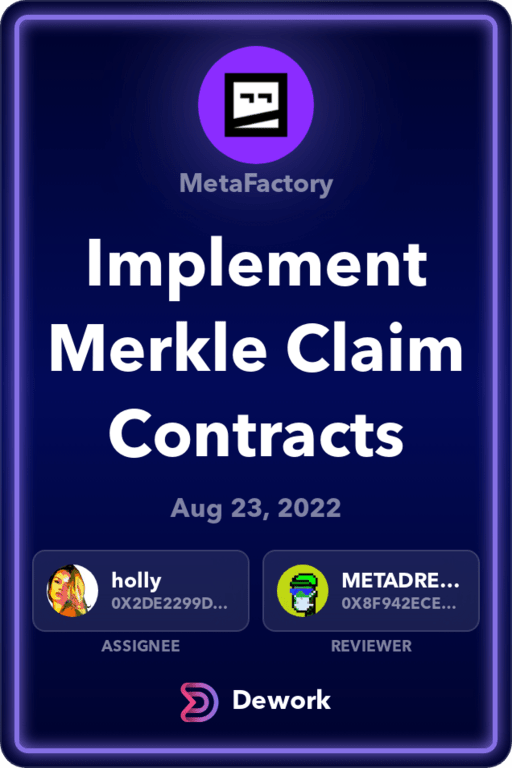 MetaFactory
Implement
Merkle Claim
Contracts
Aug 23, 2022
holly
0X2DE2299D...
METADRE...
0X8F942ECE...
ASSIGNEE
REVIEWER
Dework